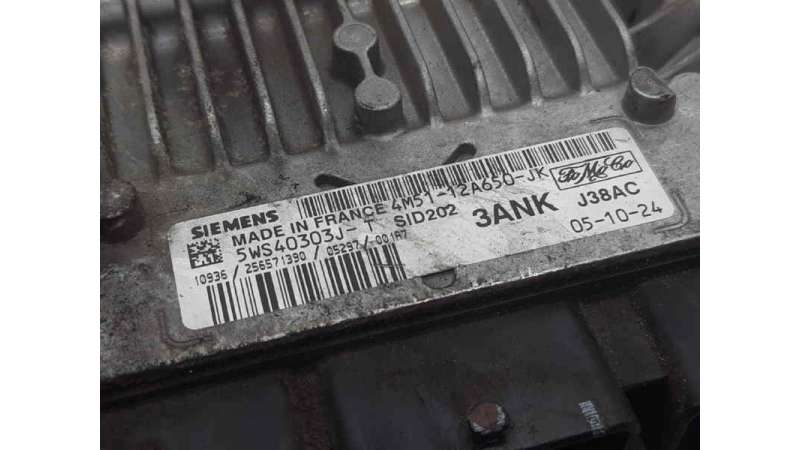 SIEMENS
MADE IN FRANCE 4M51-12A650-JK
FoMoCo
5WS40303J-T SID202
3ANK
J38AC
10936/256571390/05297/001A7
05-10-24